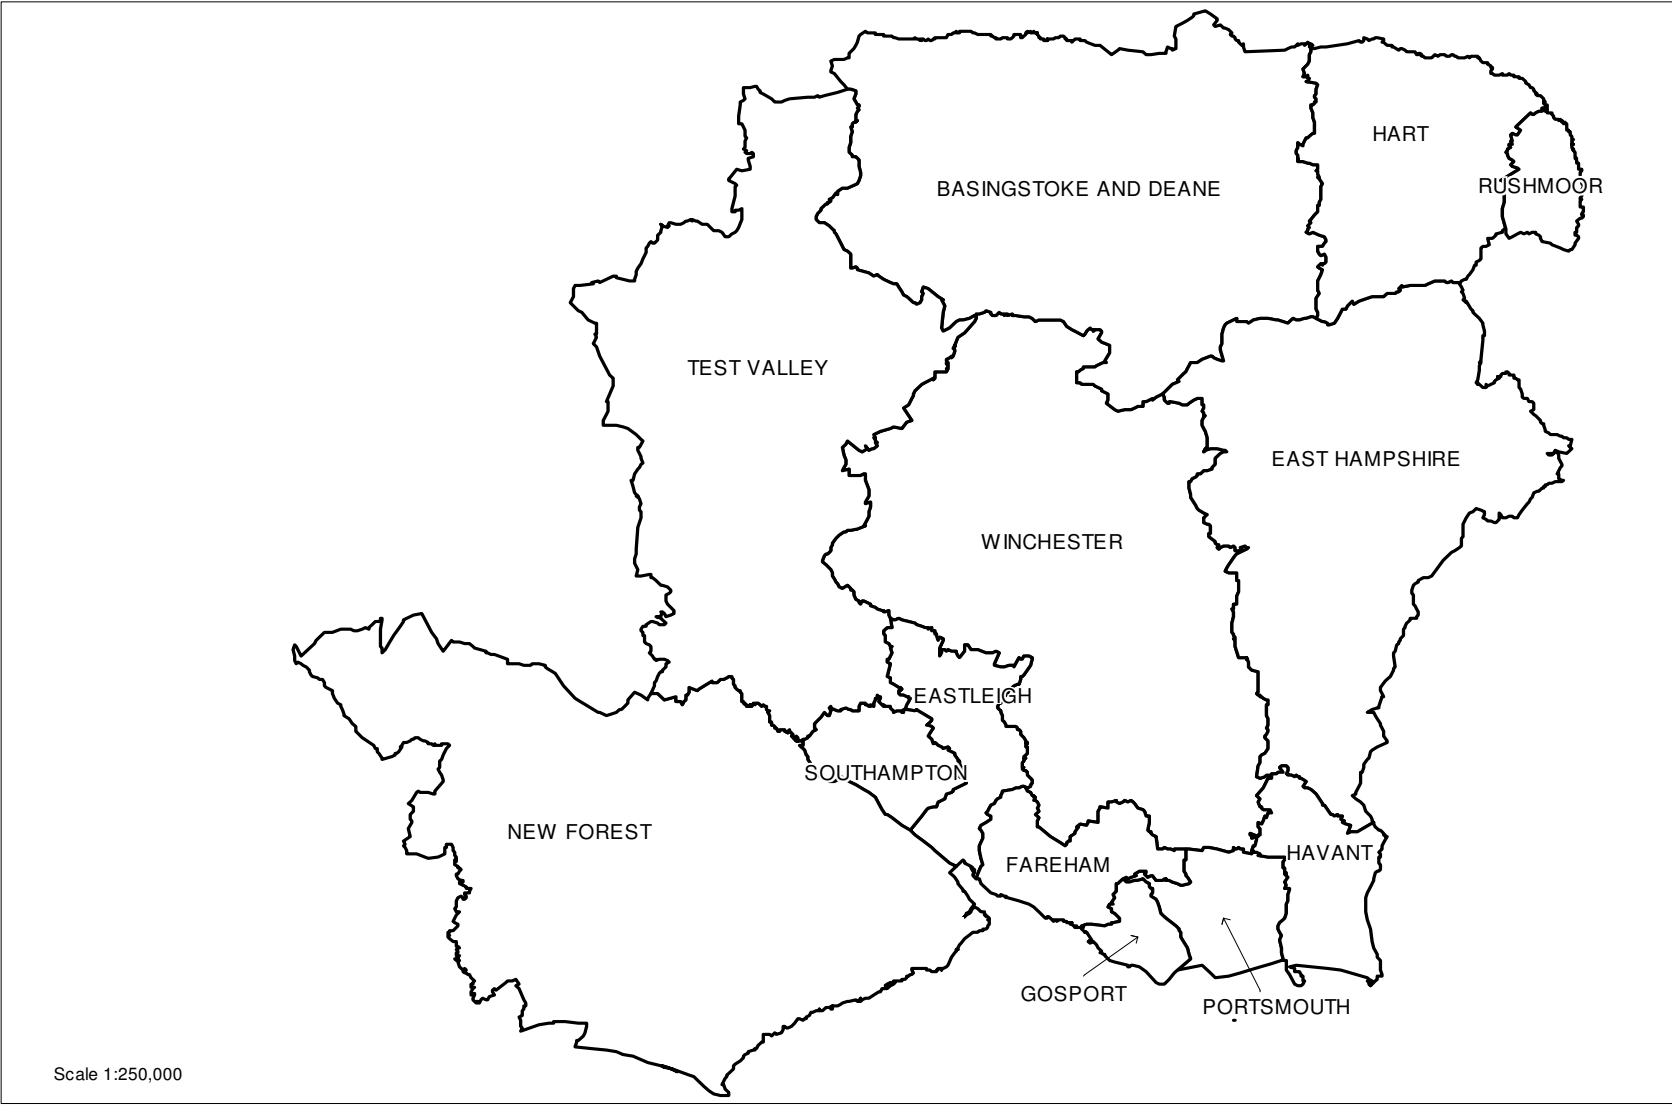 HART
RUSHMOOR
BASINGSTOKE AND DEANE
TEST VALLEY
EAST HAMPSHIRE
WINCHESTER
EASTLEIGH
SOUTHAMPTON
NEW FOREST
HAVANT
FAREHAM
GOSPORT
PORTSMOUTH
Scale 1:250,000